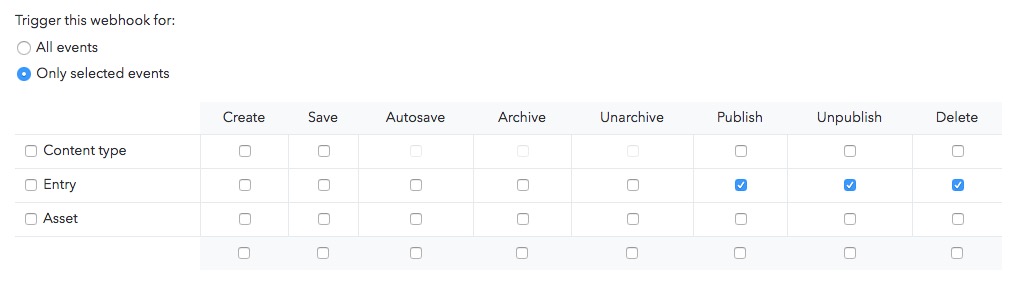 Trigger this webhook for:
All events
Only selected events
Create Save Autosave Archive Unarchive Publish Unpublish Delete
Content type
Entry
Asset